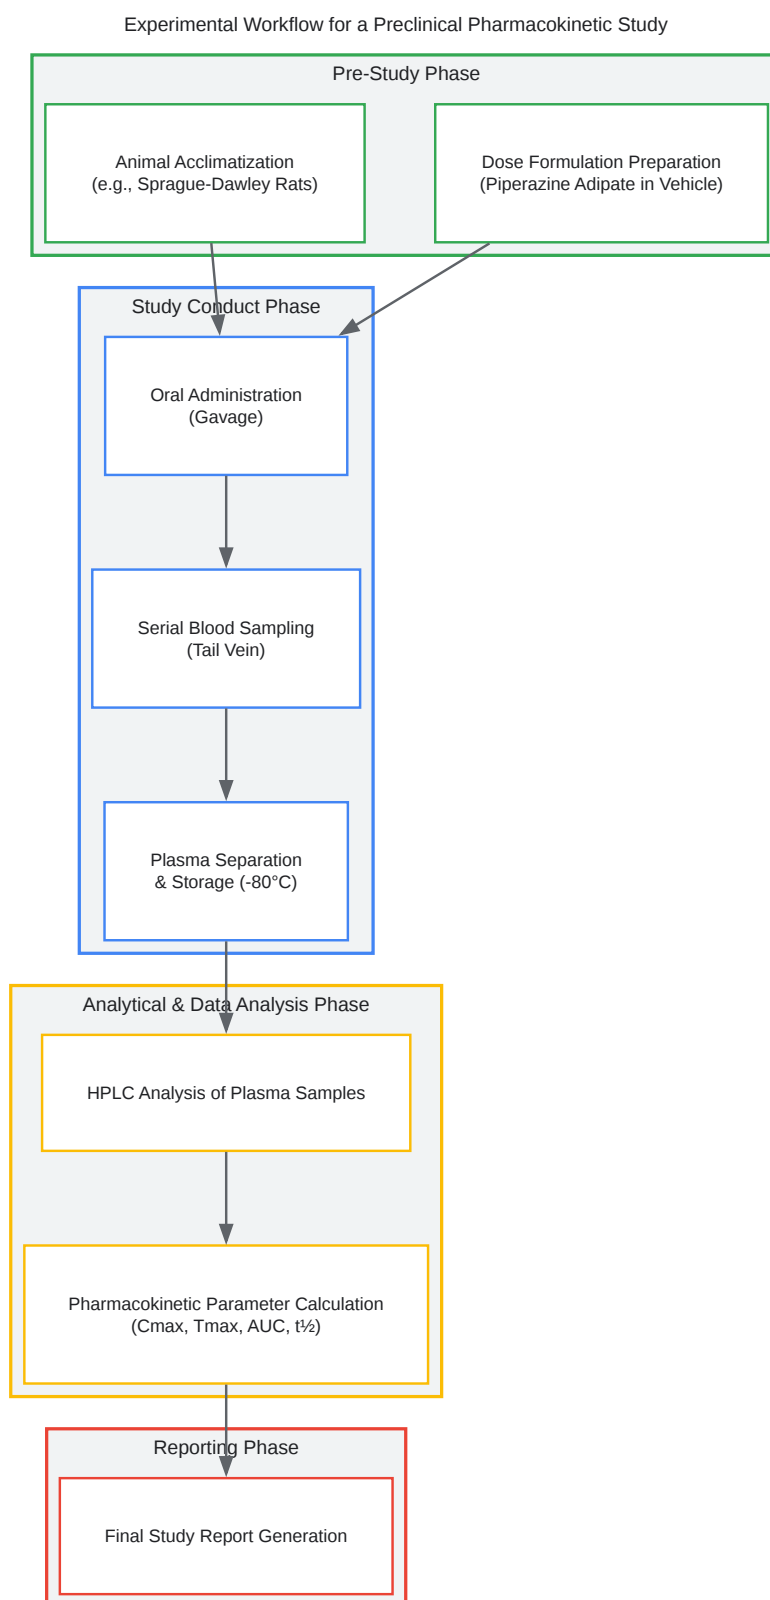 Experimental Workflow for a Preclinical Pharmacokinetic Study
Pre-Study Phase
Animal Acclimatization
(e.g., Sprague-Dawley Rats)
Dose Formulation Preparation
(Piperazine Adipate in Vehicle)
Study Conduct Phase
Oral Administration
(Gavage)
Serial Blood Sampling
(Tail Vein)
Plasma Separation
& Storage (-80°C)
Analytical & Data Analysis Phase
HPLC Analysis of Plasma Samples
Pharmacokinetic Parameter Calculation
(Cmax, Tmax, AUC, t½)
Reporting Phase
Final Study Report Generation